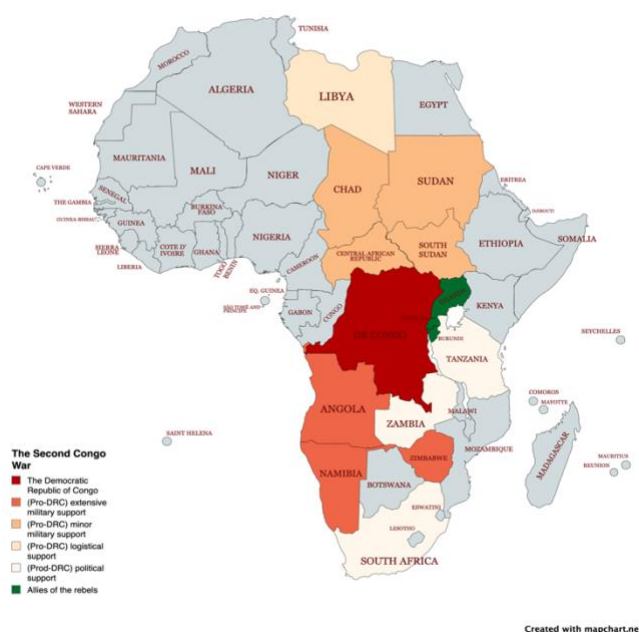 TUNISIA
MOROCCO
ALGERIA
LIBYA
EGYPT
WESTERN
SAHARA
CAPE VERDE
MAURITANIA
MALI
NIGER
CHAD
SUDAN
ERITREA
SENEGAL
THE GAMBIA
GUINEA-BISSAU
GUINEA
BURKINA
FASO
DJIBOUTI
SIERRA
LEONE
LIBERIA
COTE D'
IVOIRE
GHANA
TOGO
BENIN
NIGERIA
CAMEROON
CENTRAL AFRICAN
REPUBLIC
SOUTH
SUDAN
ETHIOPIA
SOMALIA
EQ. GUINEA
SÃO TOMÉ AND
PRINCIPE
GABON
CONGO
DR CONGO
UGANDA
KENYA
BURUNDI
TANZANIA
SEYCHELLES
COMOROS
MAYOTTE
ANGOLA
ZAMBIA
MALAWI
MOZAMBIQUE
SAINT HELENA
ZIMBABWE
MADAGASCAR
MAURITIUS
REUNION
NAMIBIA
BOTSWANA
ESWATINI
LESOTHO
SOUTH AFRICA
The Second Congo
War
The Democratic
Republic of Congo
(Pro-DRC) extensive
military support
(Pro-DRC) minor
military support
(Pro-DRC) logistical
support
(Prod-DRC) political
support
Allies of the rebels
Created with mapchart.ne